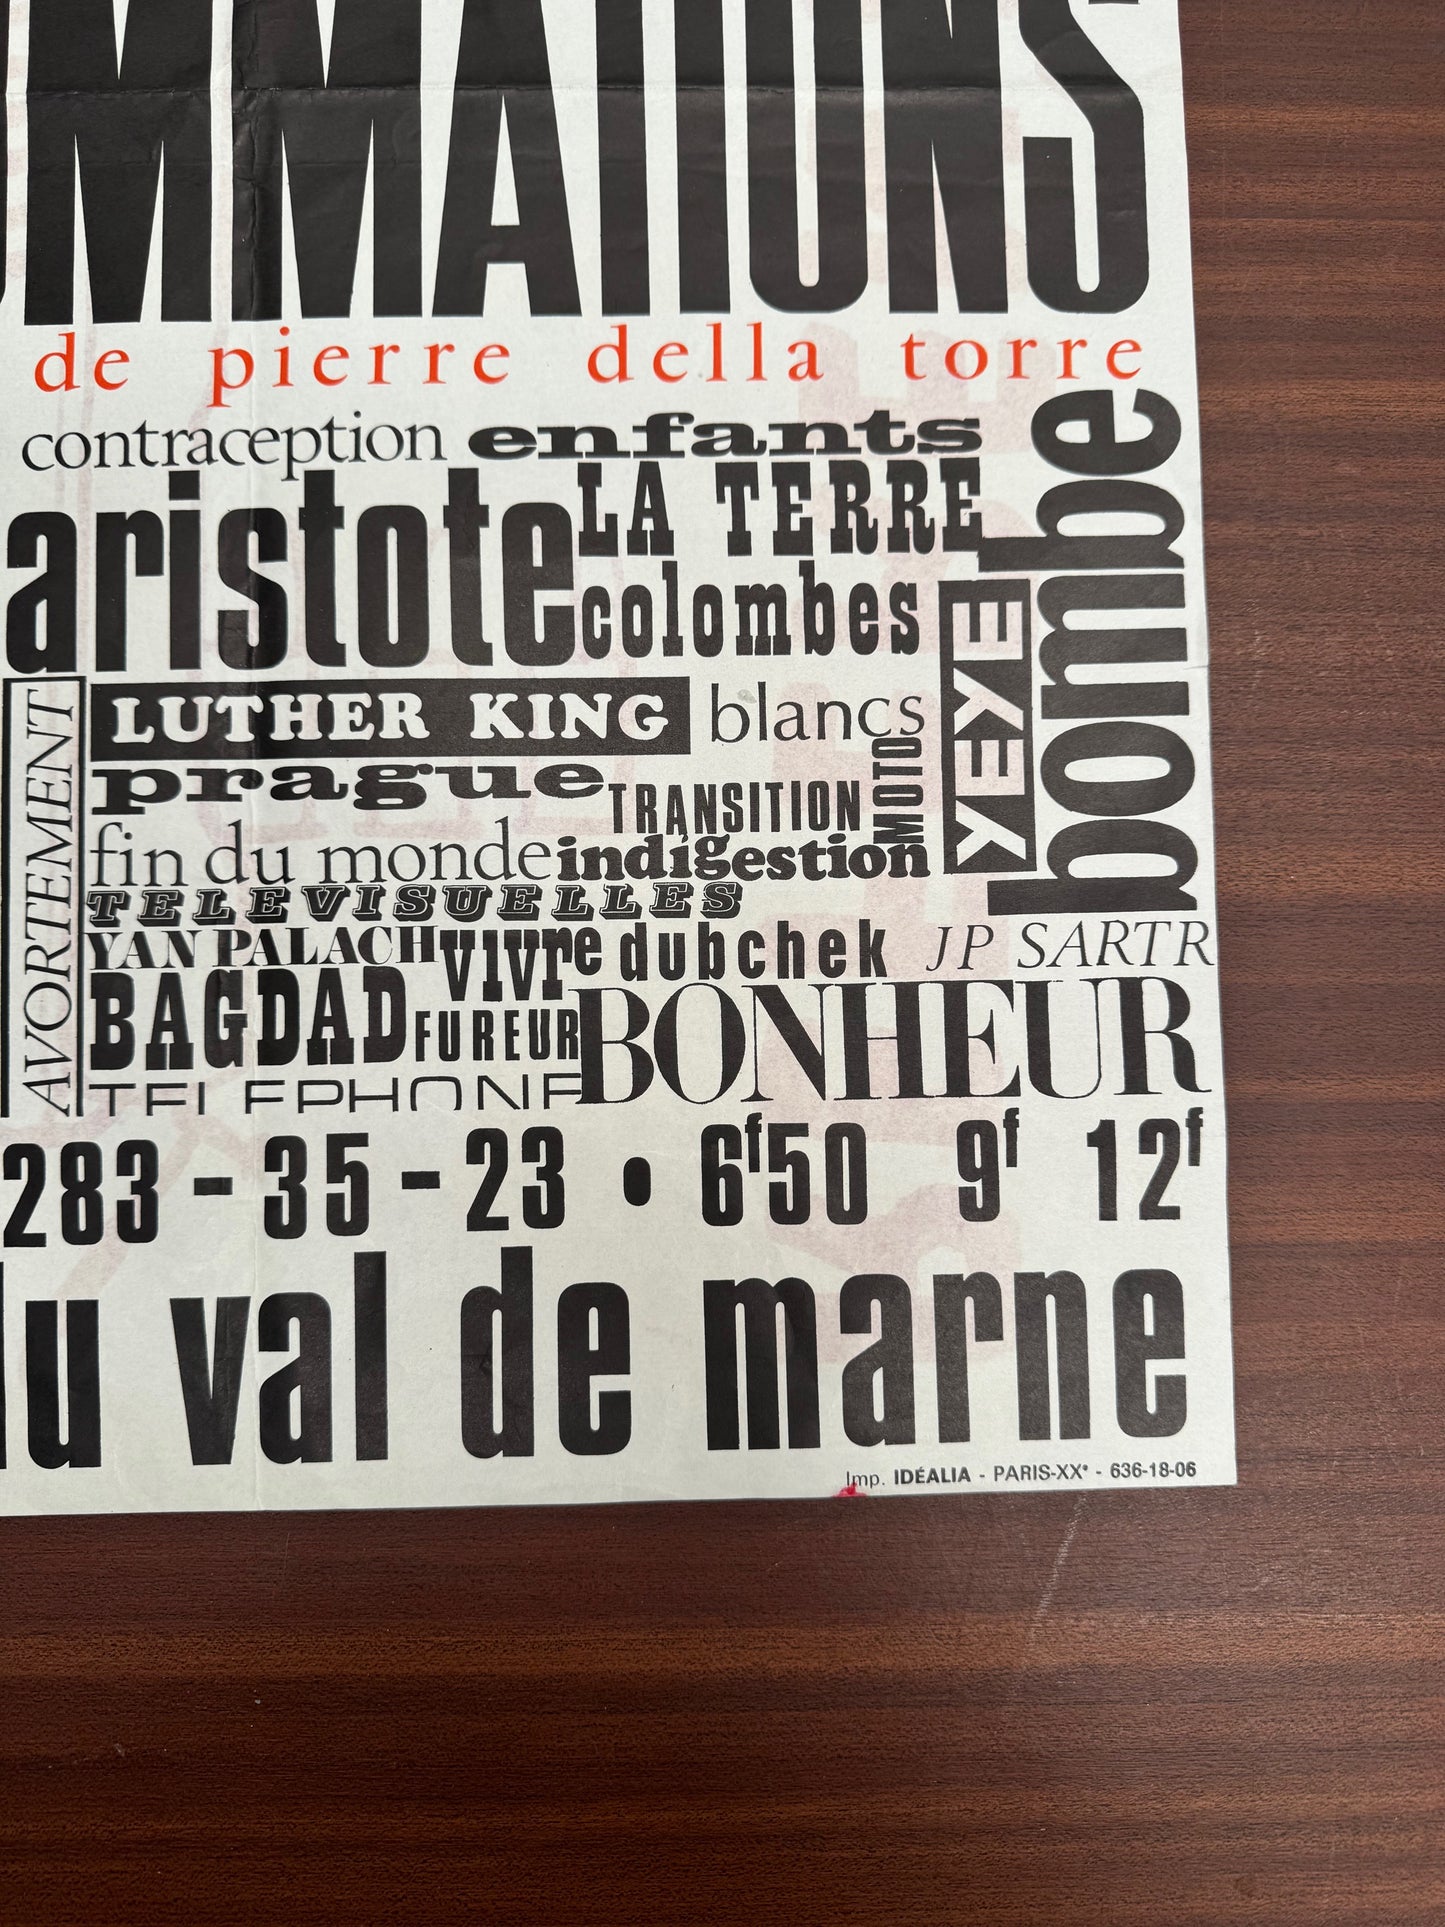 OMMATIONS
de pierre della torre
contraception enfants
LA TERRE
aristote
colombes
bombe
YEYE
AVORTEMENT
LUTHER KING blancs
prague
TRANSITION
MOTO
fin du monde indigestion
TELEVISUELLES
YAN PALACH vivre dubchek JP SARTR
BAGDAD FUREUR BONHEUR
TELEPHONE
283-35-23 • 6f50 9f 12f
u val de marne
Imp. IDÉALIA - PARIS-XXe - 636-18-06